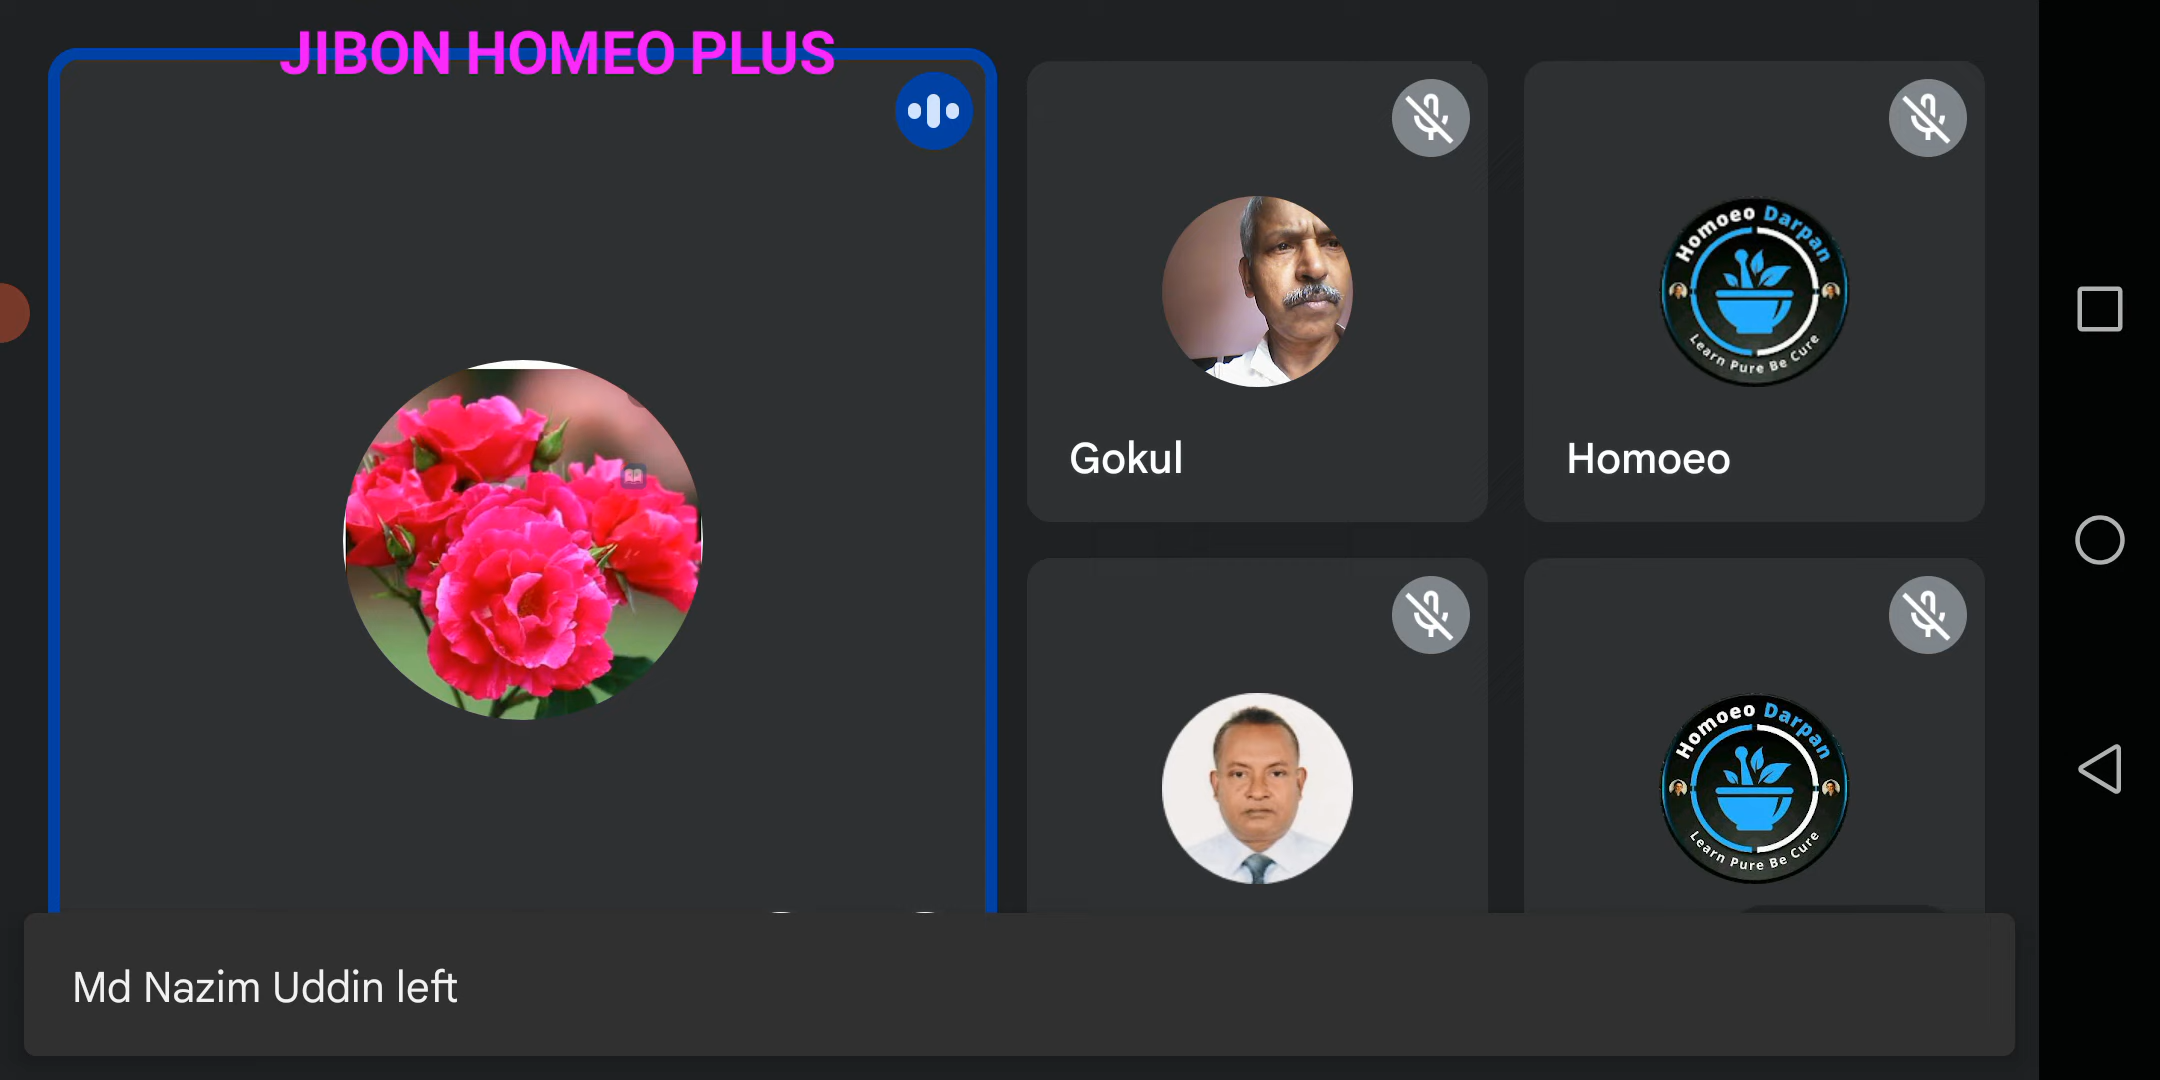 JIBON HOMEO PLUS
Homoeo Darpan
Learn Pure Be Cure
Gokul
Homoeo
Homoeo Darpan
Learn Pure Be Cure
Md Nazim Uddin left